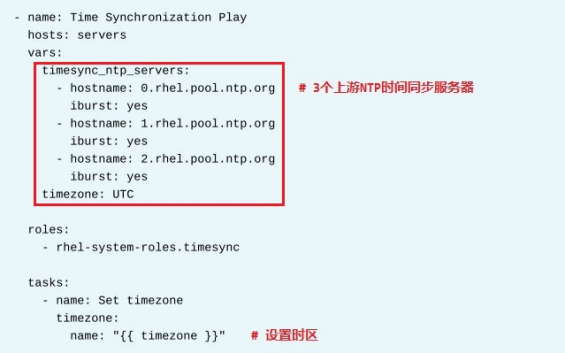 - name: Time Synchronization Play
  hosts: servers
  vars:
    timesync_ntp_servers:
      - hostname: 0.rhel.pool.ntp.org   # 3个上游NTP时间同步服务器
        iburst: yes
      - hostname: 1.rhel.pool.ntp.org
        iburst: yes
      - hostname: 2.rhel.pool.ntp.org
        iburst: yes
    timezone: UTC

  roles:
    - rhel-system-roles.timesync

  tasks:
    - name: Set timezone
      timezone:
        name: "{{ timezone }}"   # 设置时区